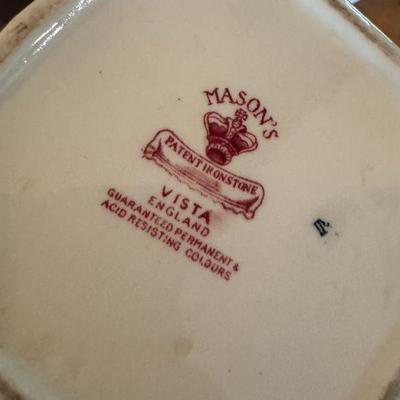 MASON'S
PATENT IRONSTONE
VISTA
ENGLAND
GUARANTEED PERMANENT &
ACID RESISTING COLOURS